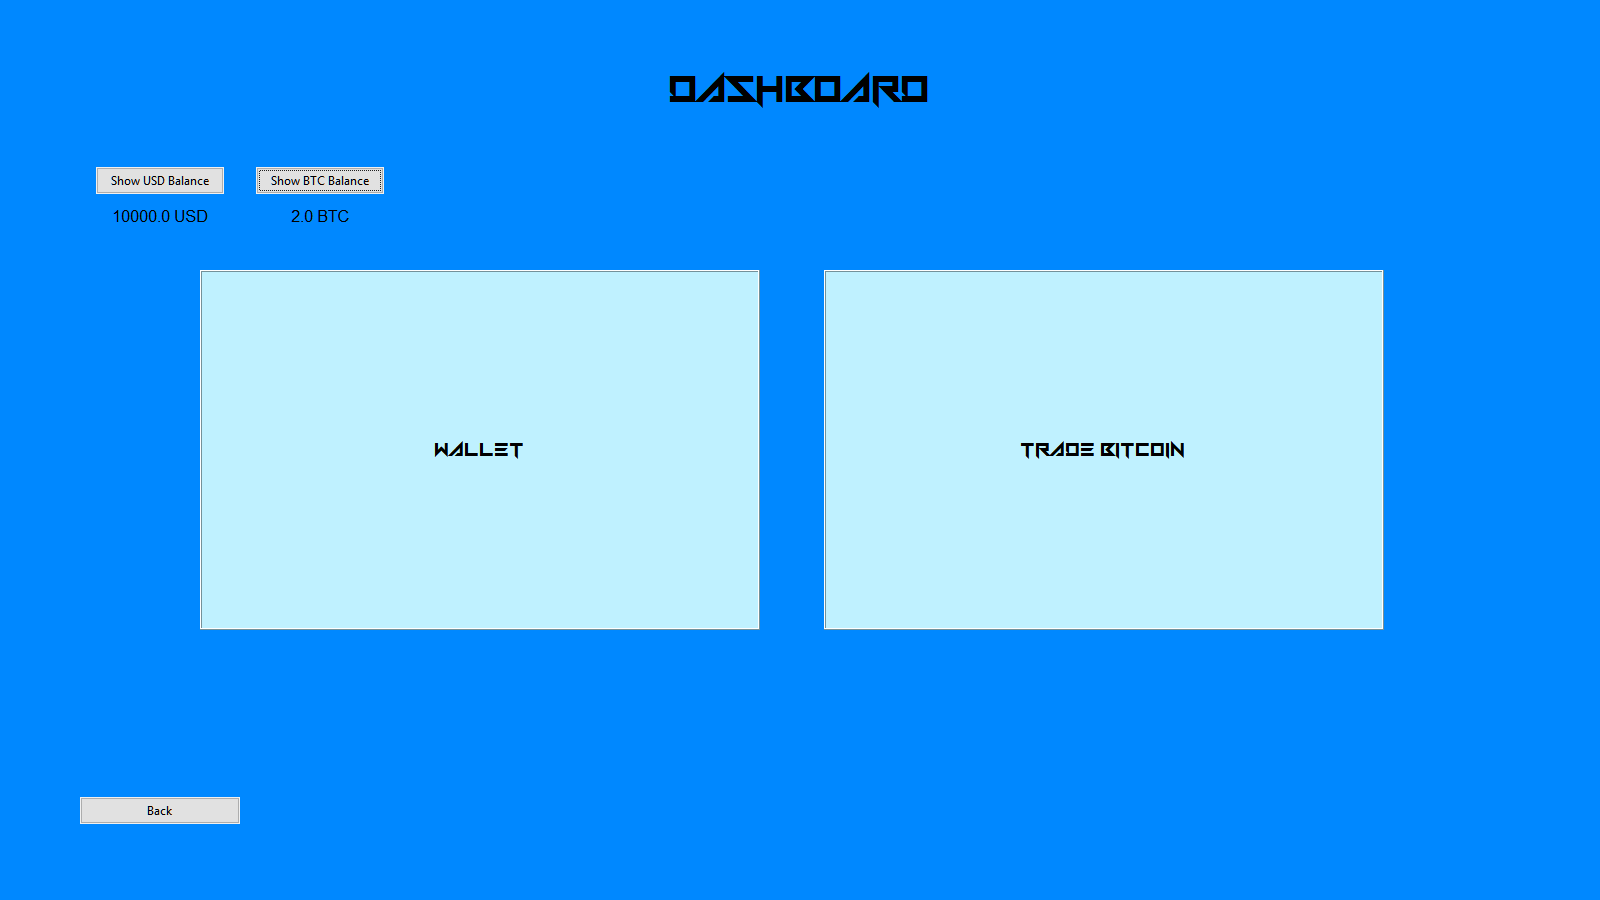 DASHBOARD
Show USD Balance
Show BTC Balance
10000.0 USD
2.0 BTC
WALLET
TRADE BITCOIN
Back